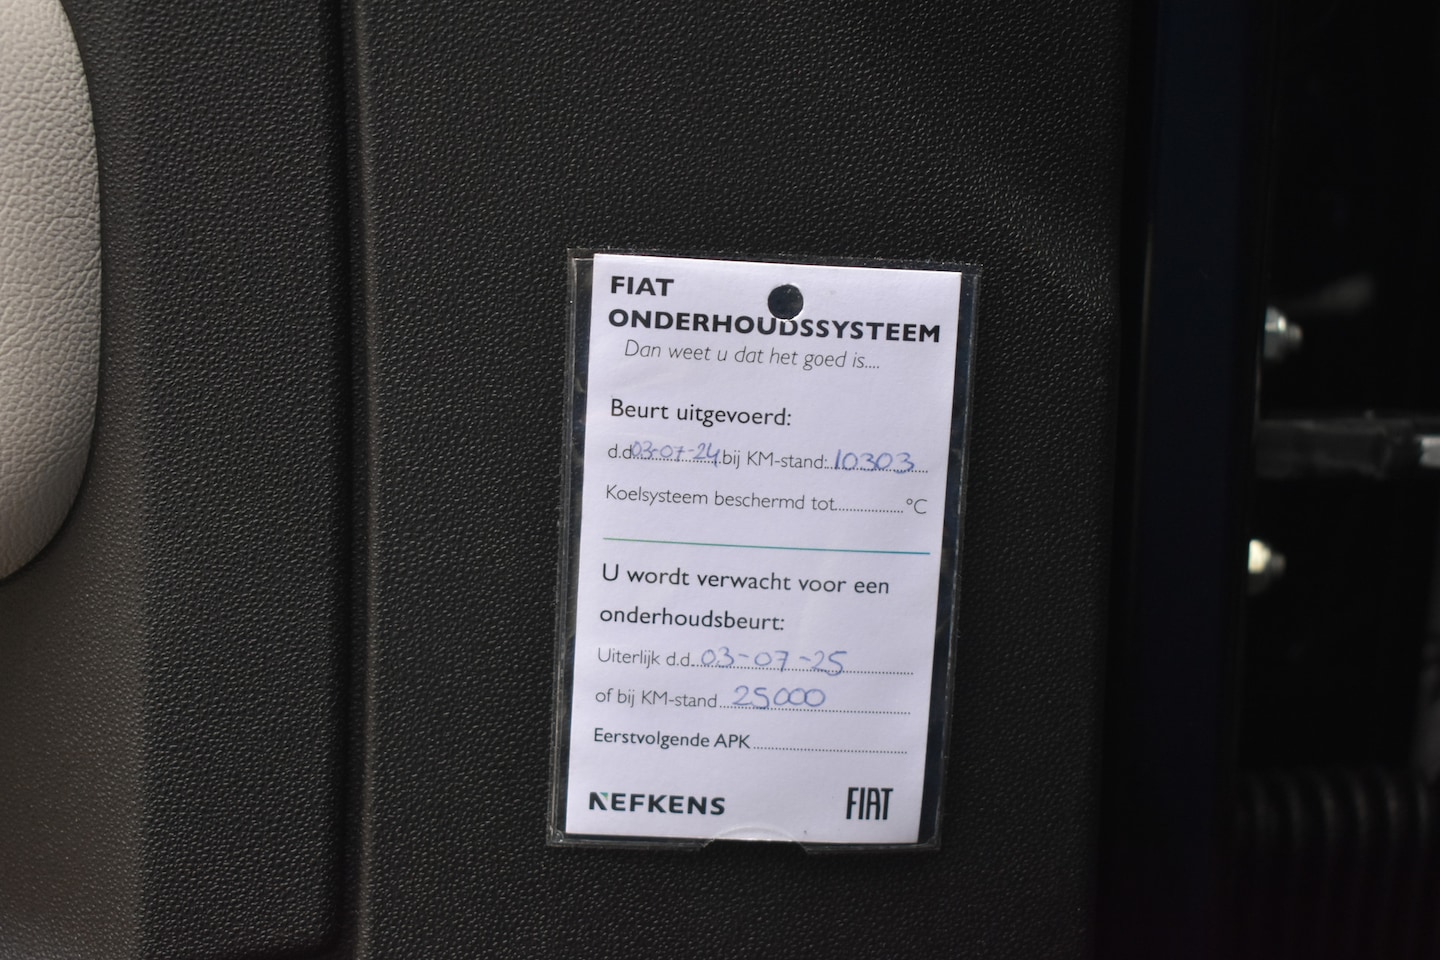 FIAT
ONDERHOUDSSYSTEEM
Dan weet u dat het goed is....
Beurt uitgevoerd:
d.d. 03-07-24 bij KM-stand: 10303
Koelsysteem beschermd tot.................°C
U wordt verwacht voor een
onderhoudsbeurt:
Uiterlijk d.d. 03-07-25
of bij KM-stand 25000
Eerstvolgende APK
NEFKENS FIAT